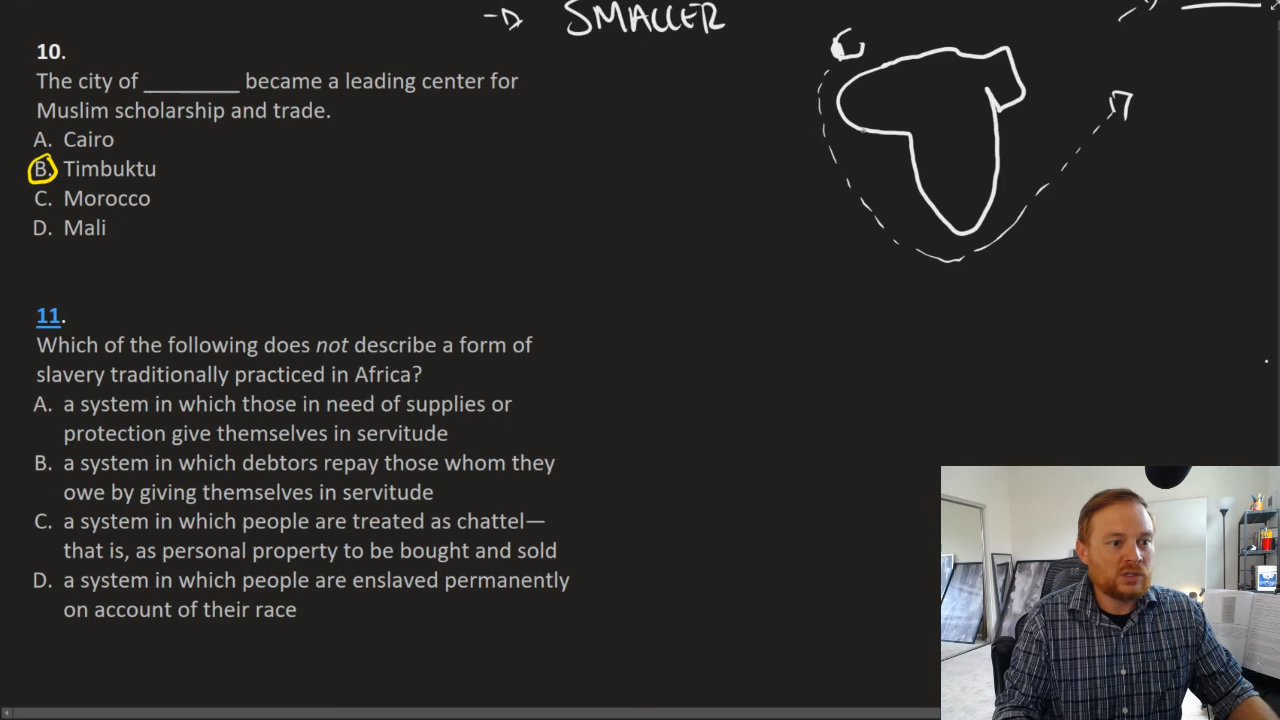 SMALLER
10.
The city of ________ became a leading center for
Muslim scholarship and trade.
A. Cairo
B. Timbuktu
C. Morocco
D. Mali
11.
Which of the following does not describe a form of
slavery traditionally practiced in Africa?
A. a system in which those in need of supplies or
protection give themselves in servitude
B. a system in which debtors repay those whom they
owe by giving themselves in servitude
C. a system in which people are treated as chattel—
that is, as personal property to be bought and sold
D. a system in which people are enslaved permanently
on account of their race